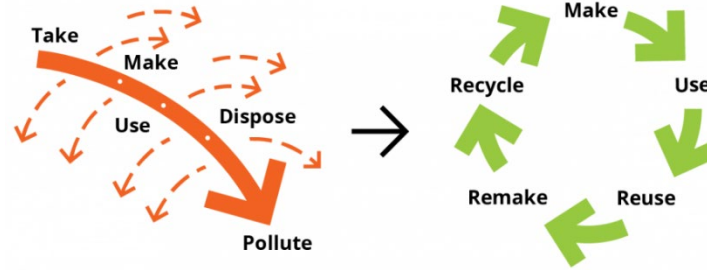 Take
Make
Use
Dispose
Pollute
Make
Use
Reuse
Remake
Recycle